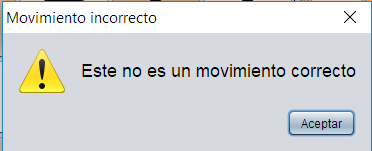 Movimiento incorrecto
Este no es un movimiento correcto
Aceptar